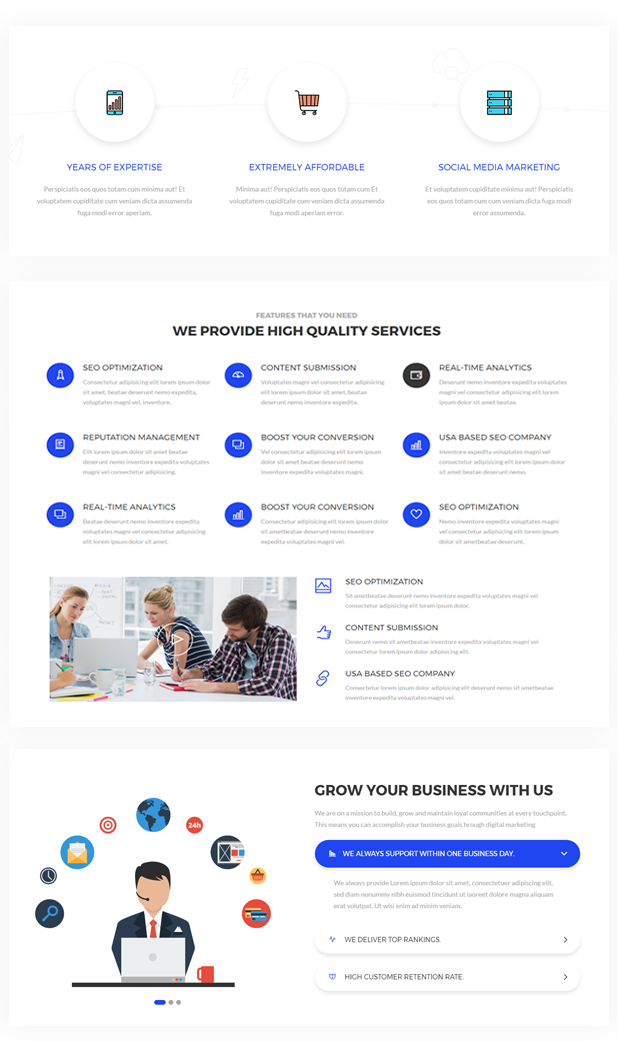 YEARS OF EXPERTISE
Perspiciatis eos quos totam cum minima aut! Et
voluptatem cupiditate cum veniam dicta assumenda
fuga modi error aperiam.
EXTREMELY AFFORDABLE
Minima aut! Perspiciatis eos quos totam cum Et
voluptatem cupiditate cum veniam dicta assumenda
fuga modi aperiam error.
SOCIAL MEDIA MARKETING
Et voluptatem cupiditate minima aut! Perspiciatis
eos quos totam cum cum veniam dicta fuga modi
error assumenda.
FEATURES THAT YOU NEED
WE PROVIDE HIGH QUALITY SERVICES
SEO OPTIMIZATION
Consectetur adipisicing elit lorem ipsum dolor
sit amet, beatae deserunt nemo expedita,
voluptates magni vel, inventore.
CONTENT SUBMISSION
Voluptates magni vel consectetur adipisicing
elit lorem ipsum dolor sit amet, beatae
deserunt nemo inventore expedita.
REAL-TIME ANALYTICS
Deserunt nemo inventore expedita voluptates
magni vel consectetur adipisicing elit lorem
ipsum dolor sit amet beatae.
REPUTATION MANAGEMENT
Elit lorem ipsum dolor sit amet beatae
deserunt nemo inventore expedita voluptates
magni vel consectetur adipisicing.
BOOST YOUR CONVERSION
Vel consectetur adipisicing elit lorem ipsum
dolor sit amet beatae deserunt nemo
inventore expedita voluptates magni.
USA BASED SEO COMPANY
Inventore expedita voluptates magni vel
consectetur adipisicing elit lorem ipsum dolor
sit amet beatae deserunt nemo.
REAL-TIME ANALYTICS
Beatae deserunt nemo inventore expedita
voluptates magni vel consectetur adipisicing
elit lorem ipsum dolor sit amet.
BOOST YOUR CONVERSION
Consectetur adipisicing elit lorem ipsum dolor
sit amet beatae deserunt nemo inventore
expedita voluptates magni vel.
SEO OPTIMIZATION
Nemo inventore expedita voluptates magni
vel consectetur adipisicing elit lorem ipsum
dolor sit amet beatae deserunt.
SEO OPTIMIZATION
Sit ametbeatae deserunt nemo inventore expedita voluptates magni vel
consectetur adipisicing elit lorem ipsum dolor.
CONTENT SUBMISSION
Deserunt nemo sit ametbeatae inventore expedita voluptates magni vel
consectetur lorem ipsum dolor adipisicing elit.
USA BASED SEO COMPANY
Consectetur lorem ipsum dolor adipisicing elit deserunt nemo sit ametbeatae
inventore expedita voluptates magni vel.
24h
GROW YOUR BUSINESS WITH US
We are on a mission to build, grow and maintain loyal communities at every touchpoint.
This means you can accomplish your business goals hrough digital marketing
WE ALWAYS SUPPORT WITHIN ONE BUSINESS DAY.
We always provide Lorem ipsum dolor sit amet, consectetuer adipiscing elit,
sed diam nonummy nibh euismod tincidunt ut laoreet dolore magna aliquam
erat volutpat. Ut wisi enim ad minim veniam.
WE DELIVER TOP RANKINGS.
HIGH CUSTOMER RETENTION RATE.